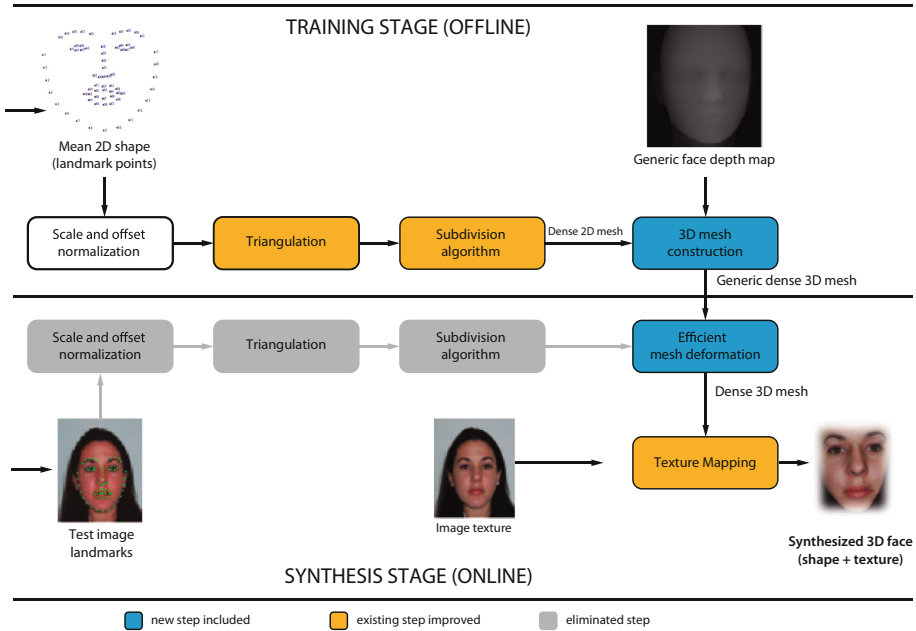 TRAINING STAGE (OFFLINE)
Mean 2D shape
(landmark points)
Generic face depth map
Scale and offset
normalization
Triangulation
Subdivision
algorithm
Dense 2D mesh
3D mesh
construction
Generic dense 3D mesh
Scale and offset
normalization
Triangulation
Subdivision
algorithm
Efficient
mesh deformation
Dense 3D mesh
Texture Mapping
Test image
landmarks
Image texture
Synthesized 3D face
(shape + texture)
SYNTHESIS STAGE (ONLINE)
new step included
existing step improved
eliminated step